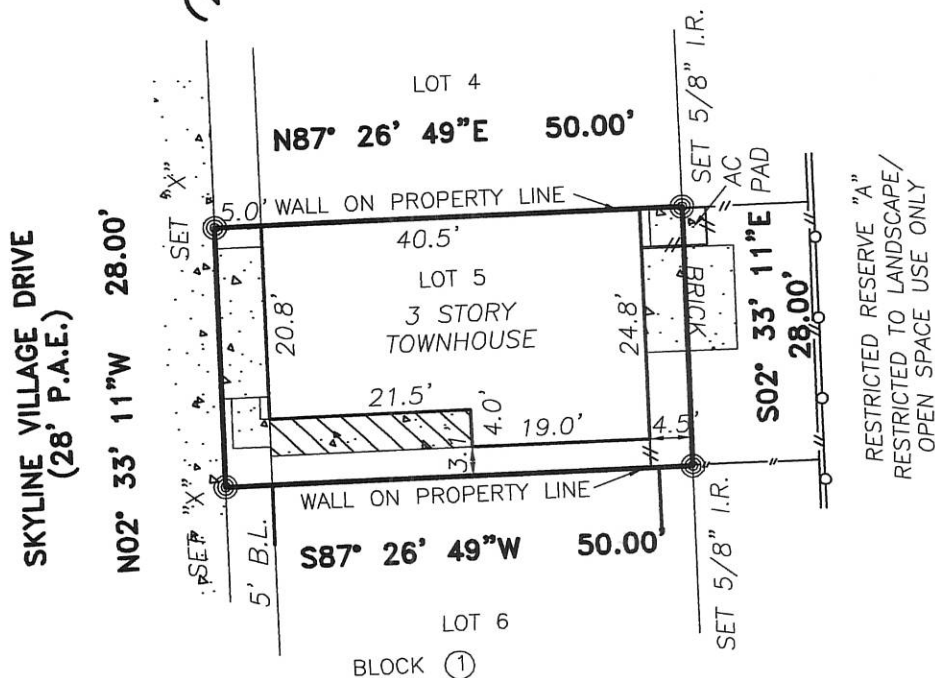 LOT 4
N87° 26' 49"E 50.00'
SET "X"
SET 5/8" I.R.
5.0'
WALL ON PROPERTY LINE
AC
PAD
40.5'
LOT 5
3 STORY
TOWNHOUSE
20.8'
24.8'
BRICK
21.5'
4.0'
19.0'
4.5'
SKYLINE VILLAGE DRIVE
(28' P.A.E.)
N02° 33' 11"W 28.00'
S02° 33' 11"E
28.00'
RESTRICTED RESERVE "A"
RESTRICTED TO LANDSCAPE/
OPEN SPACE USE ONLY
SET "X"
WALL ON PROPERTY LINE
5' B.L.
S87° 26' 49"W 50.00'
SET 5/8" I.R.
LOT 6
BLOCK 1